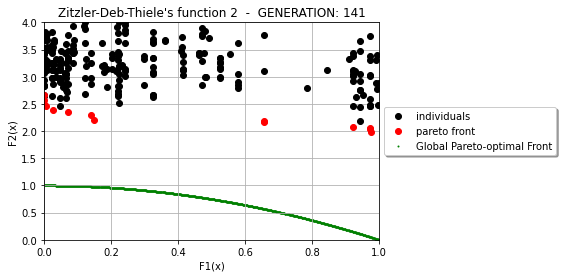 Zitzler-Deb-Thiele's function 2 - GENERATION: 141
4.0
3.5
3.0
2.5
2.0
1.5
1.0
0.5
0.0
F2(x)
0.0 0.2 0.4 0.6 0.8 1.0
F1(x)
individuals
pareto front
Global Pareto-optimal Front